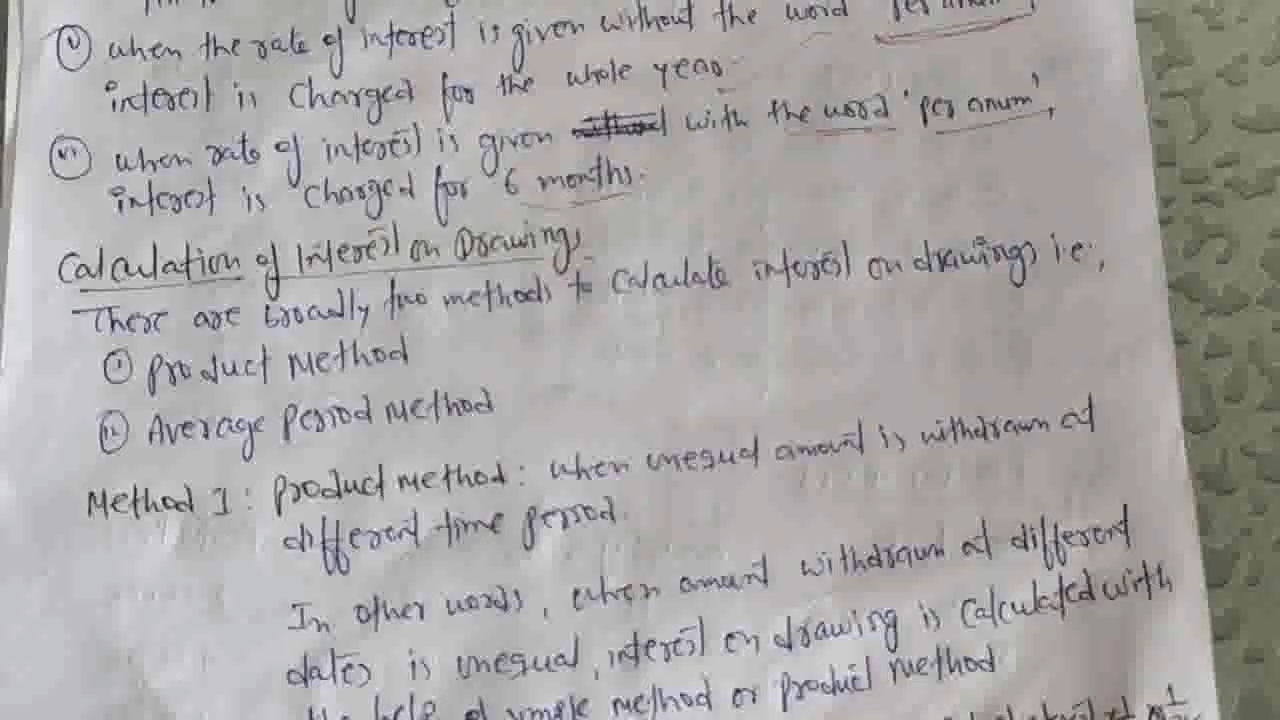 (v) when the rate of interest is given without the word
interest is charged for the whole year.
(vi) when rate of interest is given with the word 'per anum',
interest is charged for 6 months.
Calculation of Interest on Drawings
There are broadly two methods to calculate interest on drawings i.e.,
(i) Product Method
(ii) Average Period Method
Method I: Product method: when unequal amount is withdrawn at
different time period.
In other words, when amount withdrawn at different
dates is unequal, interest on drawing is calculated with
help of simple method or product method